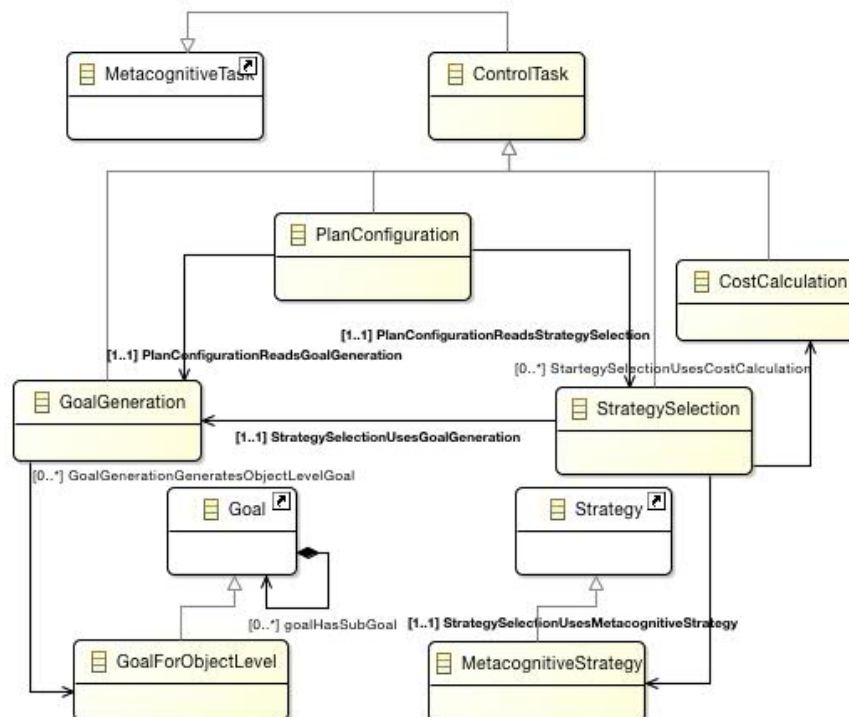 MetacognitiveTask
ControlTask
PlanConfiguration
CostCalculation
[1..1] PlanConfigurationReadsStrategySelection
[1..1] PlanConfigurationReadsGoalGeneration
[0..*] StartegySelectionUsesCostCalculation
GoalGeneration
StrategySelection
[1..1] StrategySelectionUsesGoalGeneration
[0..*] GoalGenerationGeneratesObjectLevelGoal
Goal
Strategy
[0..*] goalHasSubGoal
[1..1] StrategySelectionUsesMetacognitiveStrategy
GoalForObjectLevel
MetacognitiveStrategy